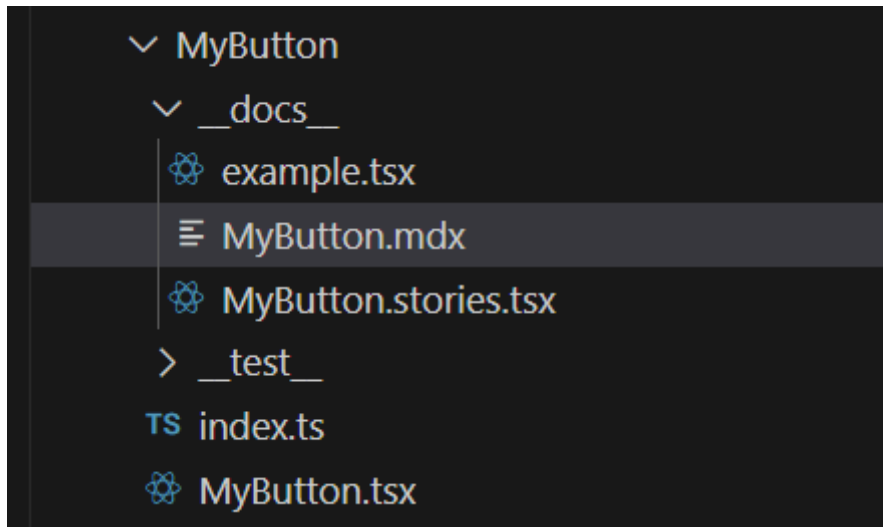 MyButton
__docs__
example.tsx
MyButton.mdx
MyButton.stories.tsx
__test__
TS index.ts
MyButton.tsx